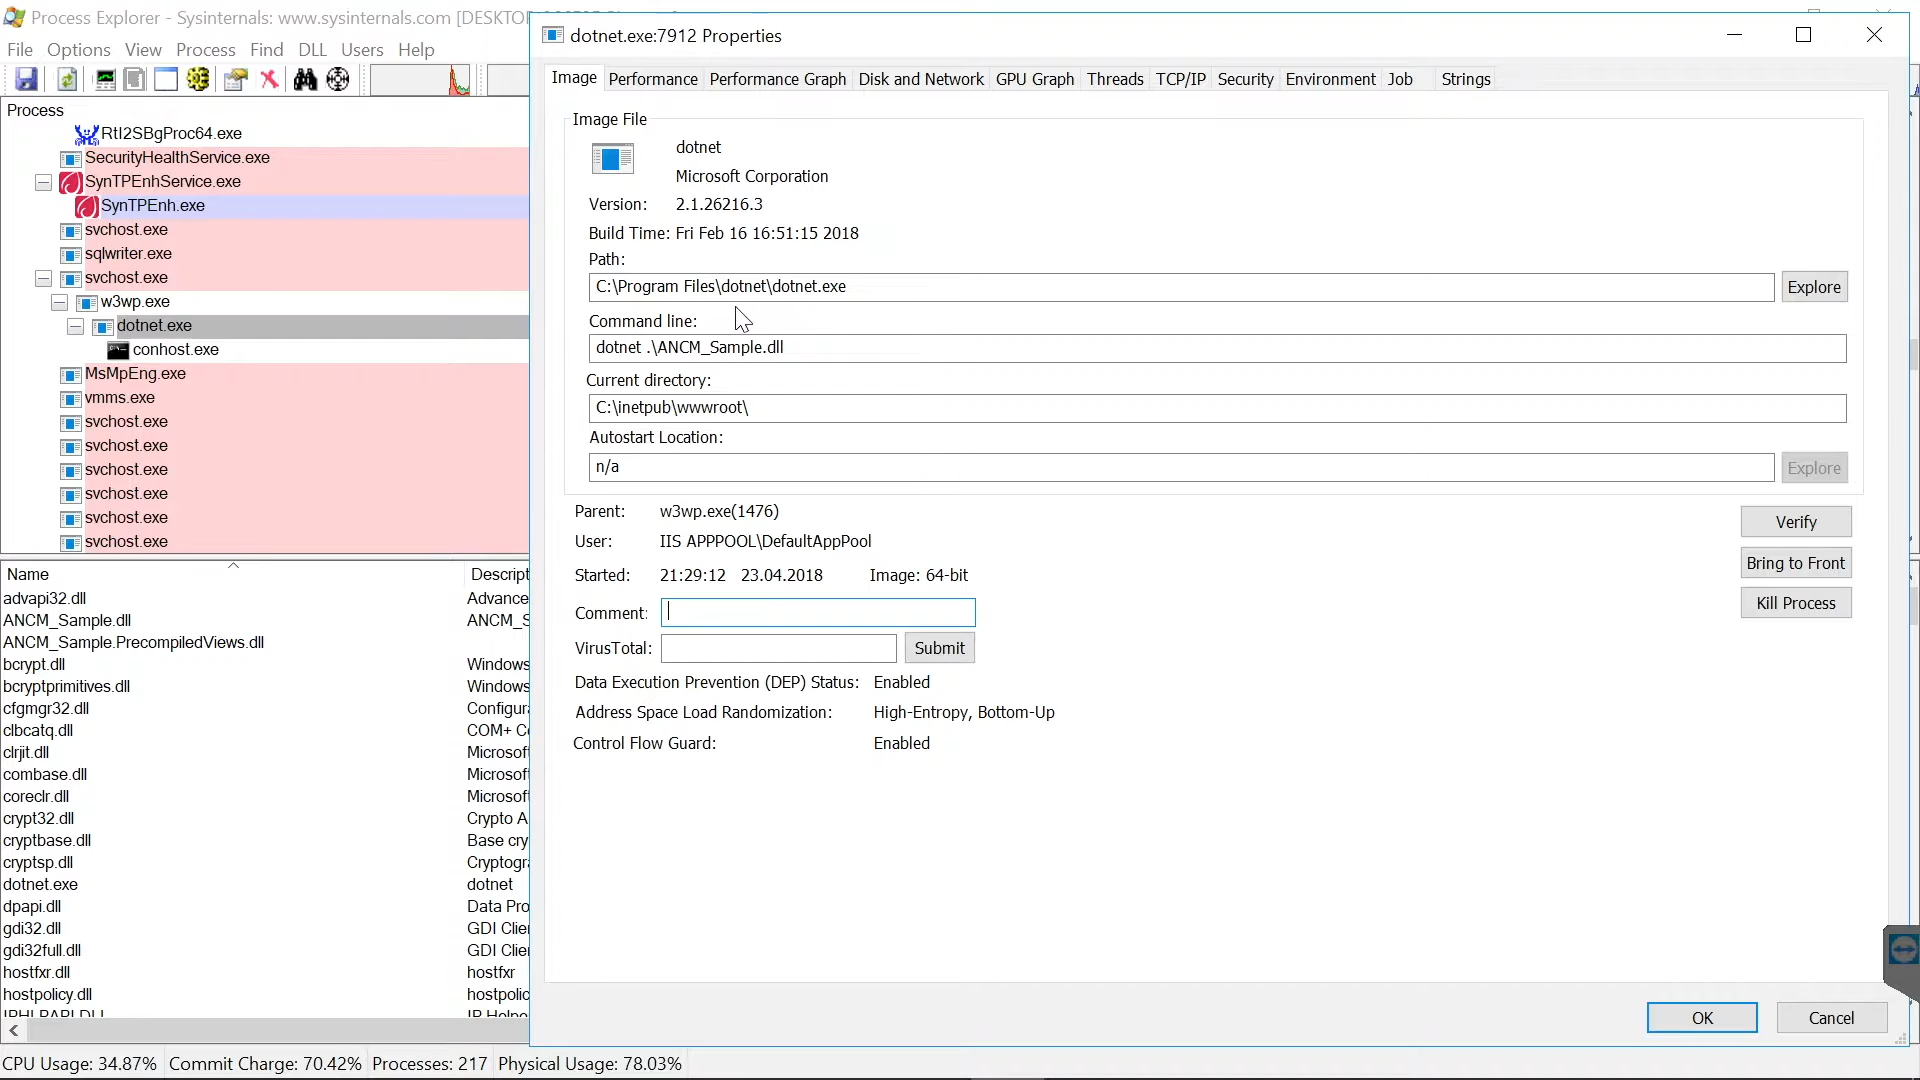 Process Explorer - Sysinternals: www.sysinternals.com
File Options View Process Find DLL Users Help
Process
RtI2SBgProc64.exe
SecurityHealthService.exe
SynTPEnhService.exe
SynTPEnh.exe
svchost.exe
sqlwriter.exe
svchost.exe
w3wp.exe
dotnet.exe
conhost.exe
MsMpEng.exe
vmms.exe
svchost.exe
svchost.exe
svchost.exe
svchost.exe
svchost.exe
svchost.exe
Name Descript
advapi32.dll Advance
ANCM_Sample.dll ANCM_S
ANCM_Sample.PrecompiledViews.dll
bcrypt.dll Windows
bcryptprimitives.dll Windows
cfgmgr32.dll Configur
clbcatq.dll COM+ C
clrjit.dll Microsoft
combase.dll Microsoft
coreclr.dll Microsoft
crypt32.dll Crypto A
cryptbase.dll Base cry
cryptsp.dll Cryptogr
dotnet.exe dotnet
dpapi.dll Data Pro
gdi32.dll GDI Clie
gdi32full.dll GDI Clie
hostfxr.dll hostfxr
hostpolicy.dll hostpolic
CPU Usage: 34.87% Commit Charge: 70.42% Processes: 217 Physical Usage: 78.03%
dotnet.exe:7912 Properties
Image Performance Performance Graph Disk and Network GPU Graph Threads TCP/IP Security Environment Job Strings
Image File
dotnet
Microsoft Corporation
Version: 2.1.26216.3
Build Time: Fri Feb 16 16:51:15 2018
Path:
C:\Program Files\dotnet\dotnet.exe Explore
Command line:
dotnet .\ANCM_Sample.dll
Current directory:
C:\inetpub\wwwroot\
Autostart Location:
n/a Explore
Parent: w3wp.exe(1476)
Verify
User: IIS APPPOOL\DefaultAppPool
Bring to Front
Started: 21:29:12 23.04.2018 Image: 64-bit
Kill Process
Comment:
VirusTotal: Submit
Data Execution Prevention (DEP) Status: Enabled
Address Space Load Randomization: High-Entropy, Bottom-Up
Control Flow Guard: Enabled
OK Cancel